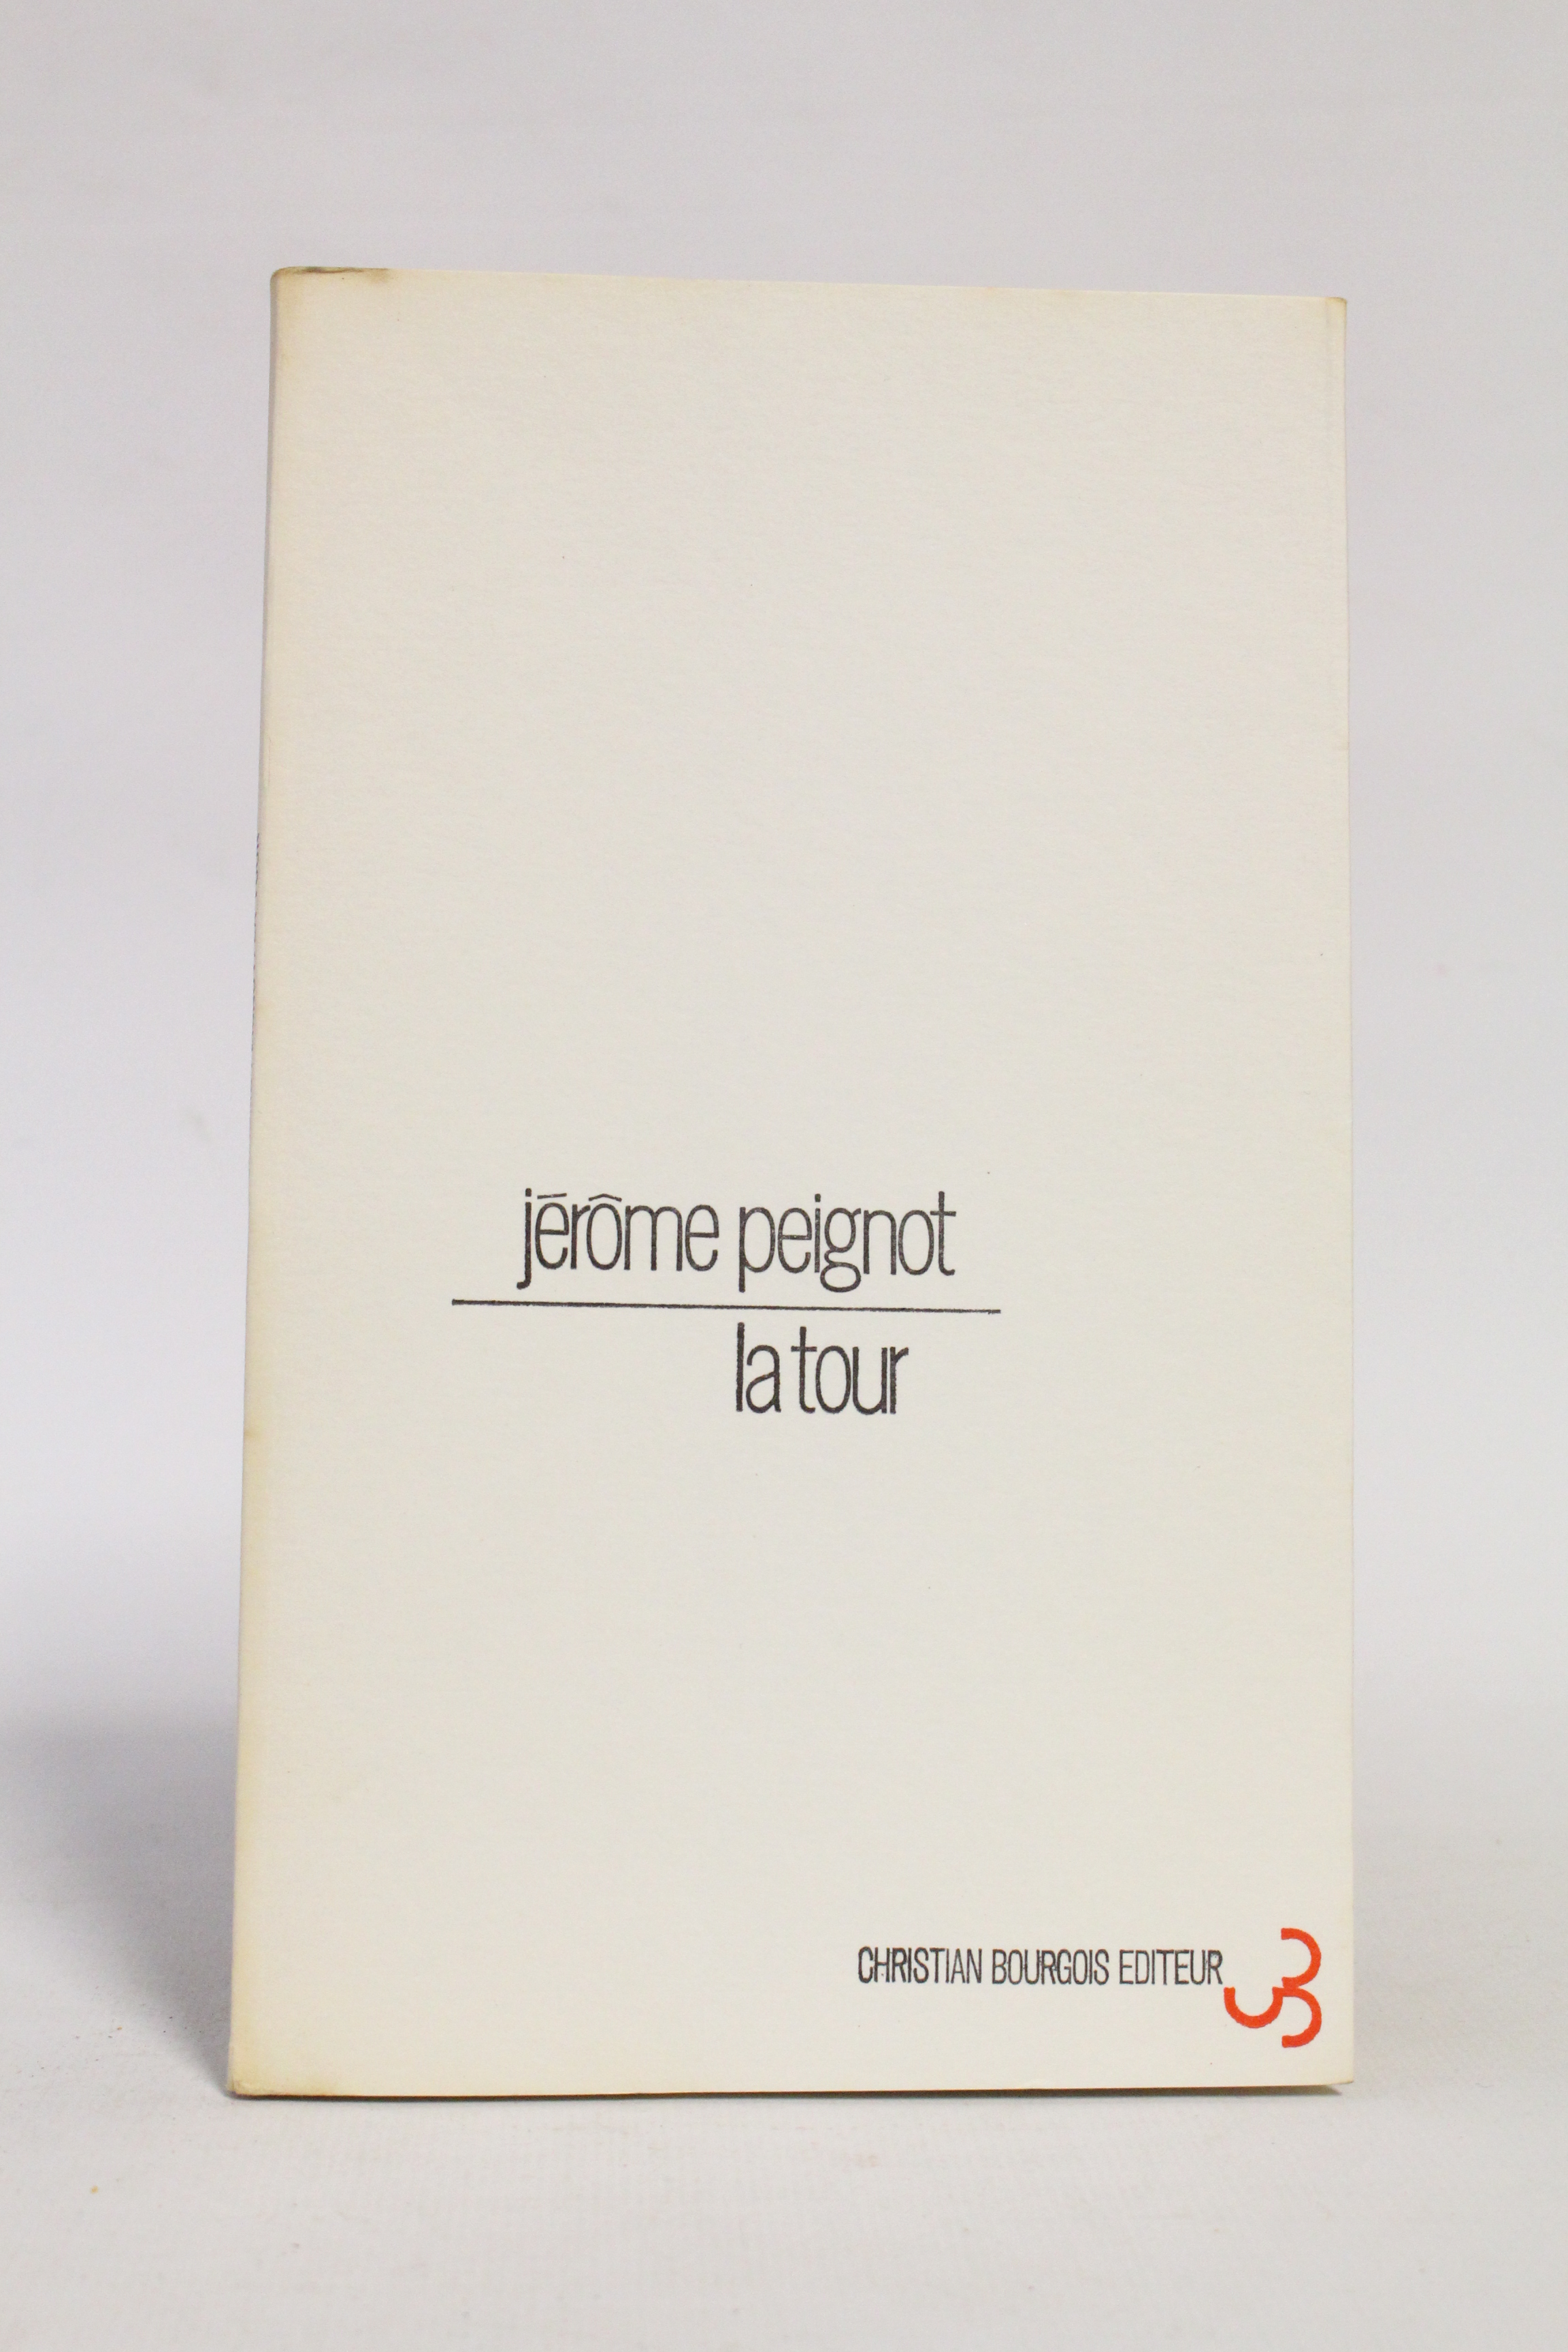 jérôme peignot
la tour
CHRISTIAN BOURGOIS EDITEUR